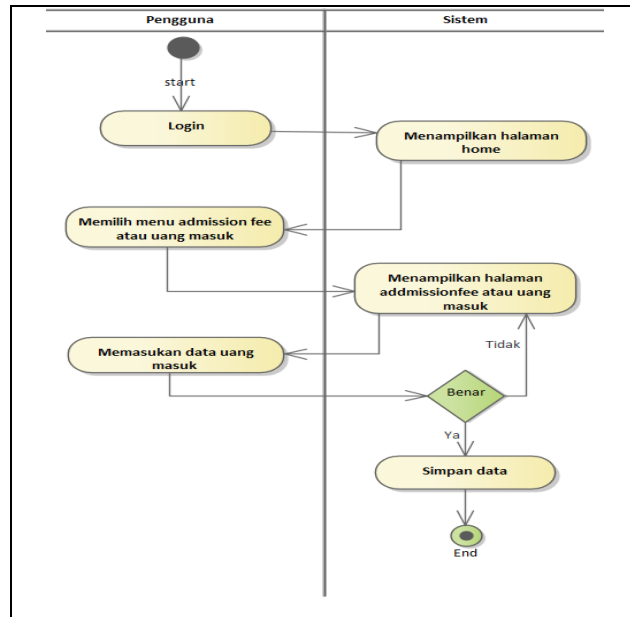 Pengguna
Sistem
start
Login
Menampilkan halaman
home
Memilih menu admission fee
atau uang masuk
Menampilkan halaman
addmissionfee atau uang
masuk
Memasukan data uang
masuk
Tidak
Benar
Ya
Simpan data
End